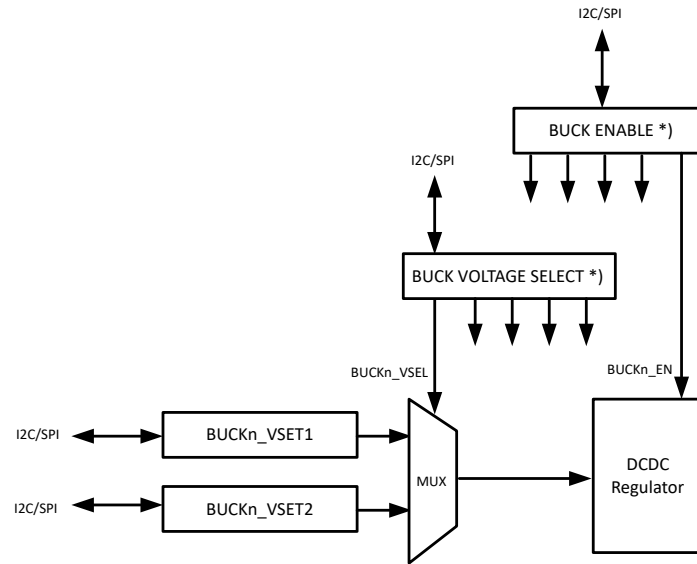 I2C/SPI
BUCK ENABLE *)
I2C/SPI
BUCK VOLTAGE SELECT *)
BUCKn_VSEL
BUCKn_EN
I2C/SPI
BUCKn_VSET1
MUX
DCDC
Regulator
I2C/SPI
BUCKn_VSET2